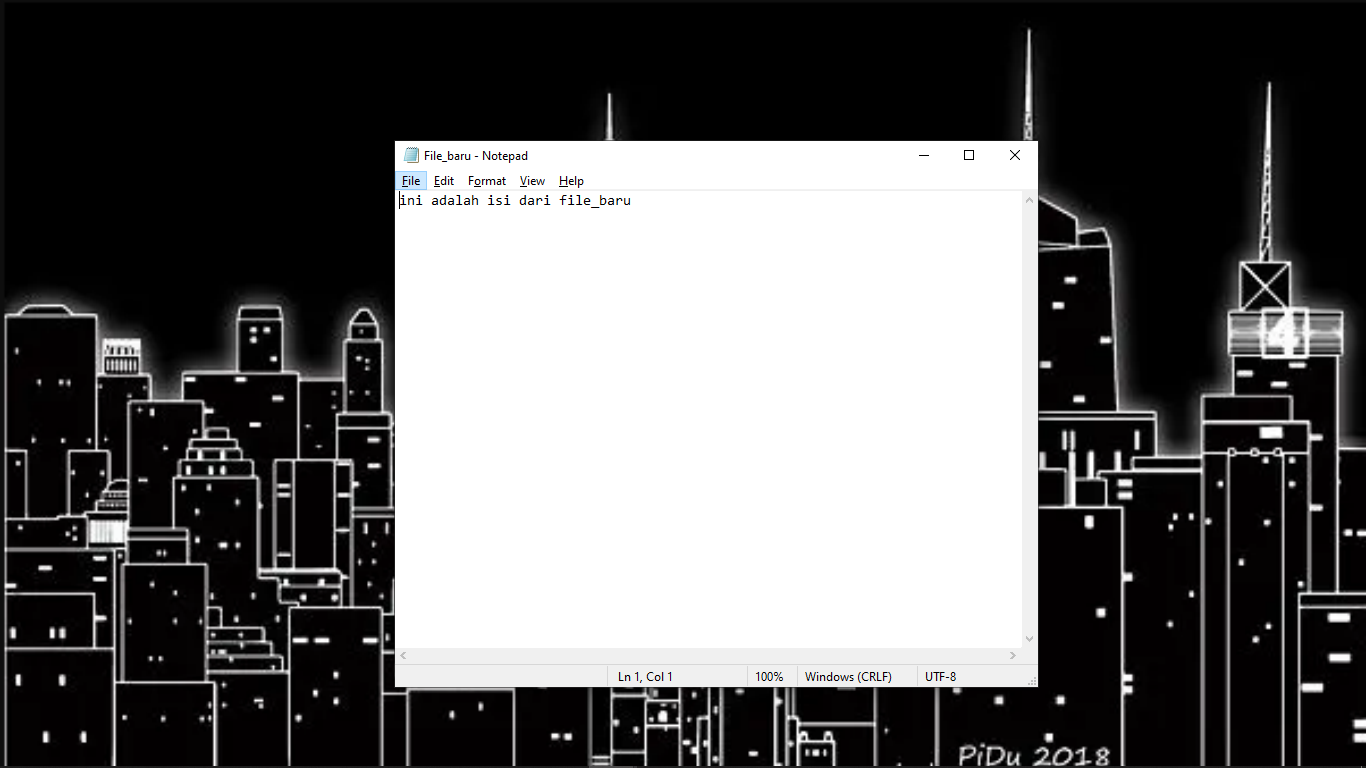 File_baru - Notepad
File Edit Format View Help
ini adalah isi dari file_baru
4
Ln 1, Col 1 100% Windows (CRLF) UTF-8
PiDu 2018